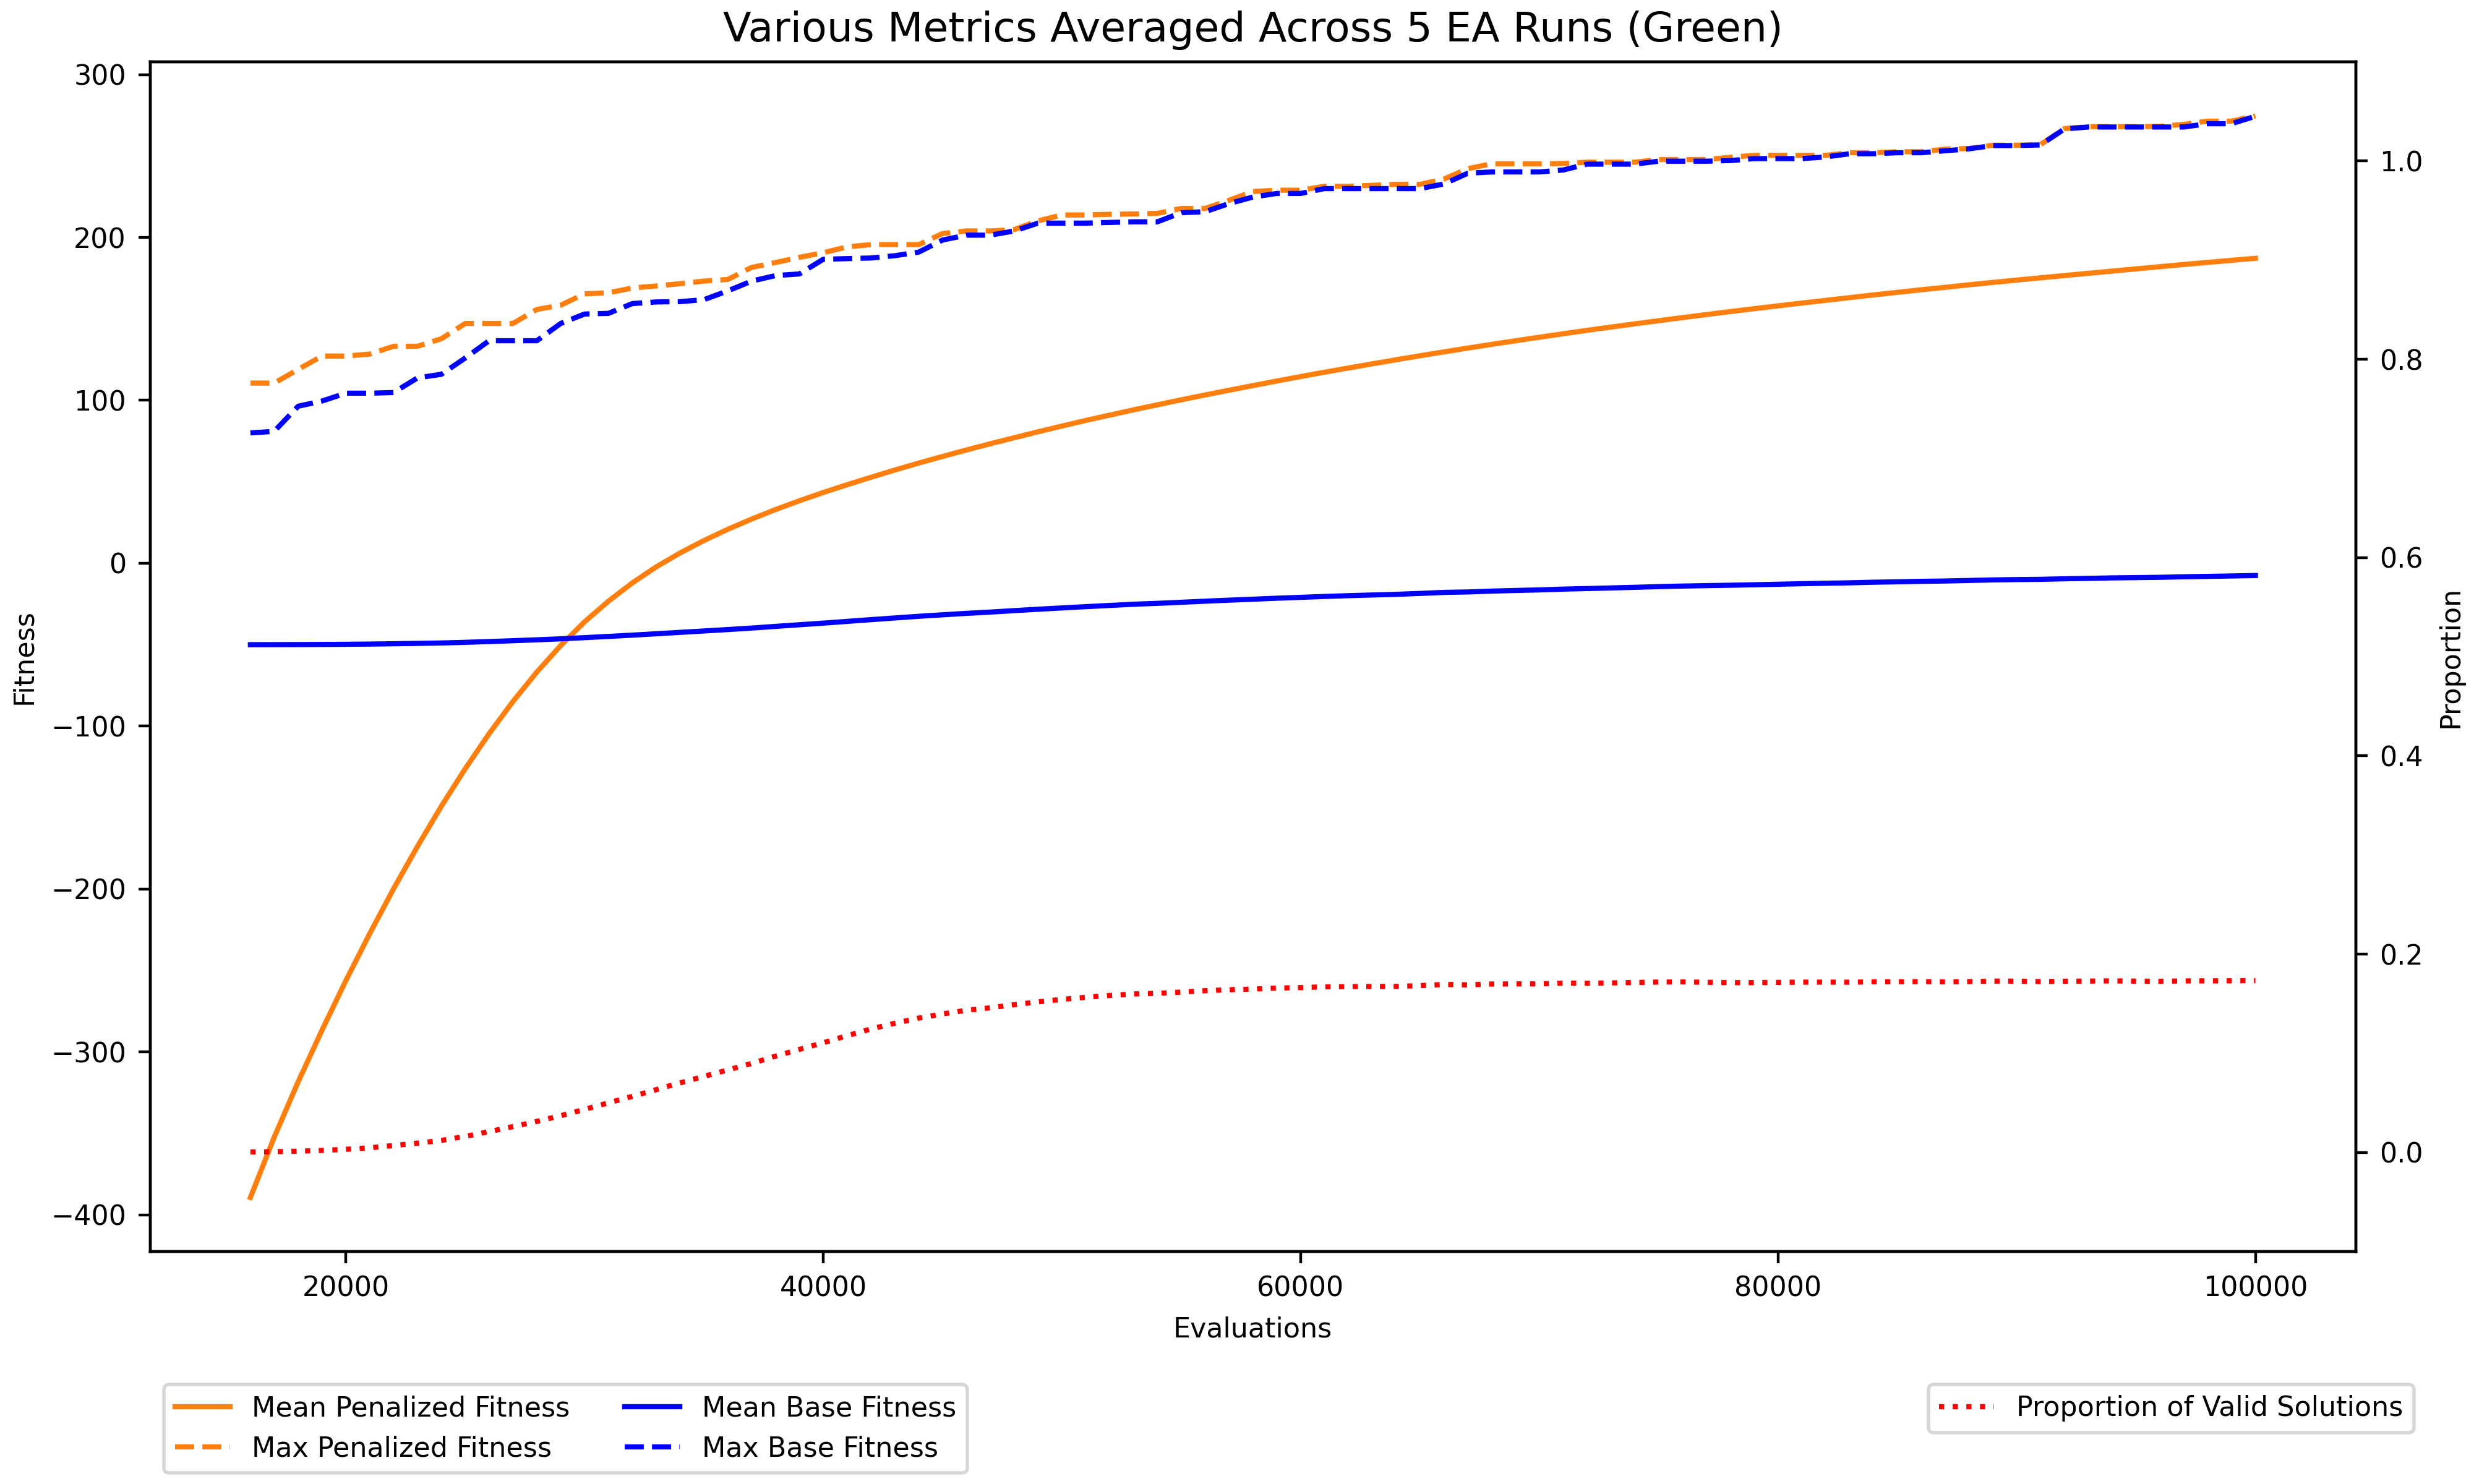 Various Metrics Averaged Across 5 EA Runs (Green)
300
200
100
0
−100
−200
−300
−400
Fitness
1.0
0.8
0.6
0.4
0.2
0.0
Proportion
20000 40000 60000 80000 100000
Evaluations
Mean Penalized Fitness
Max Penalized Fitness
Mean Base Fitness
Max Base Fitness
Proportion of Valid Solutions